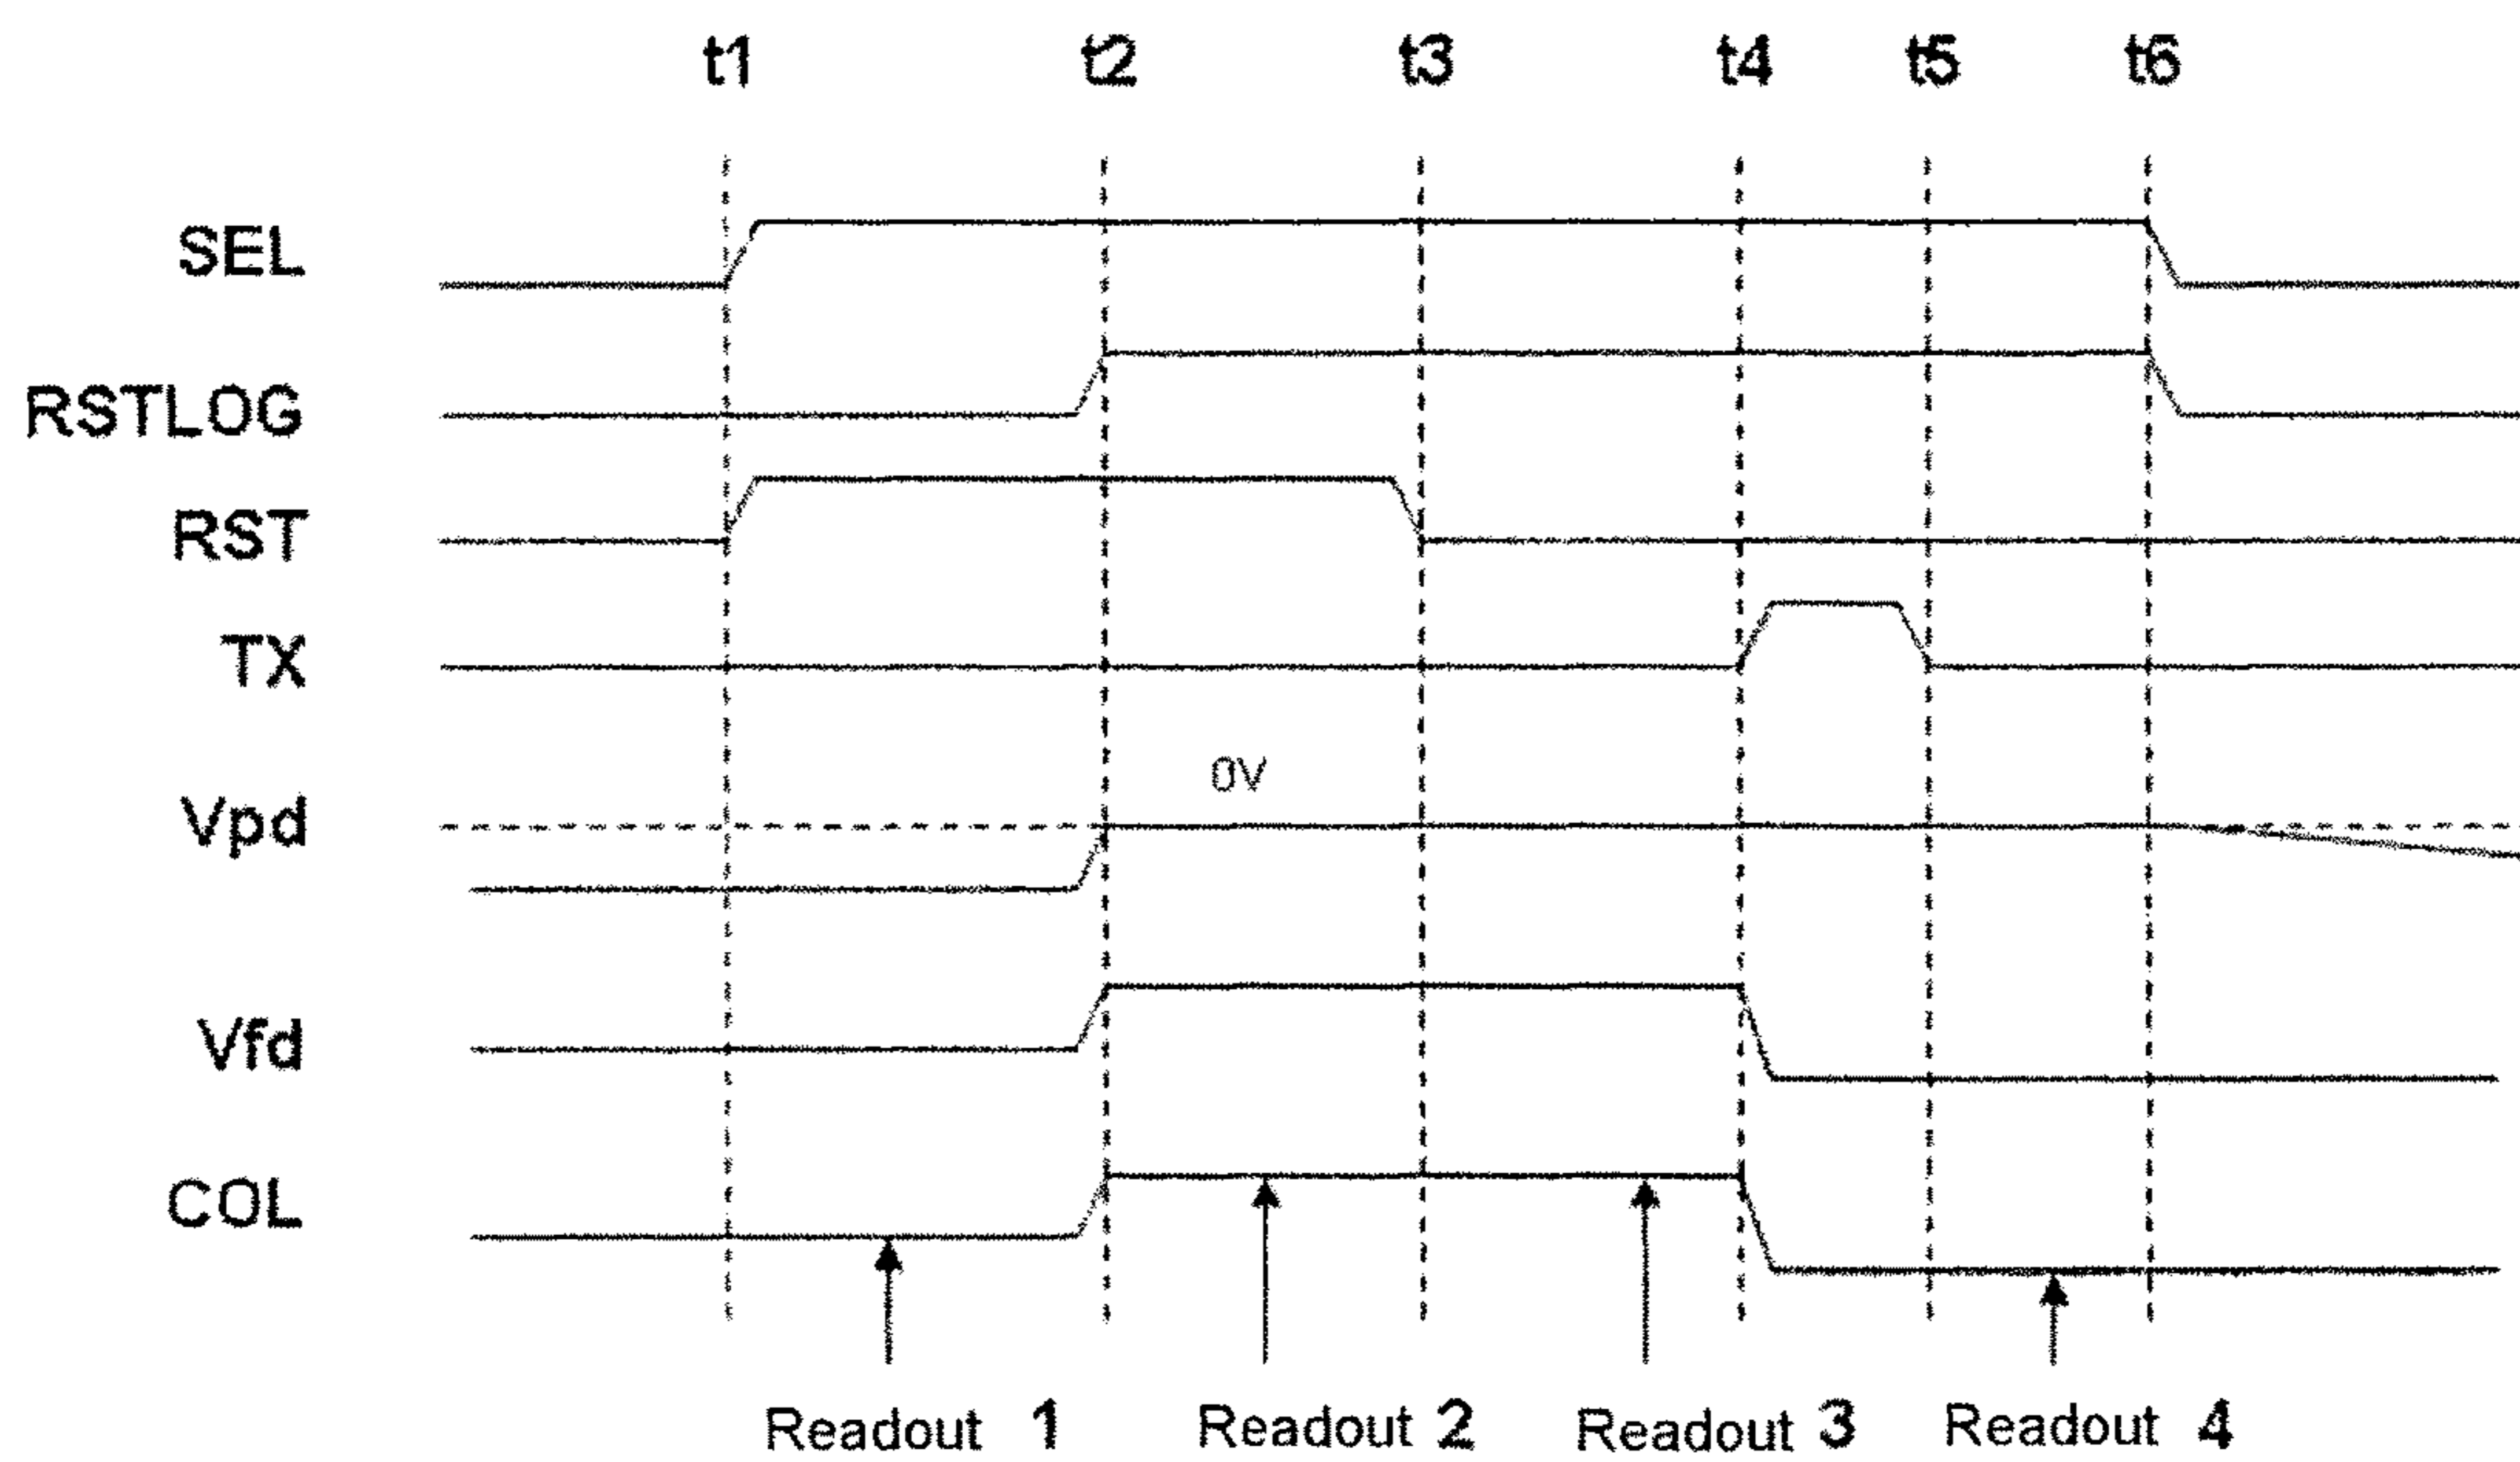 t1 t2 t3 t4 t5 t6
SEL
RSTLOG
RST
TX
0V
Vpd
Vfd
COL
Readout 1 Readout 2 Readout 3 Readout 4